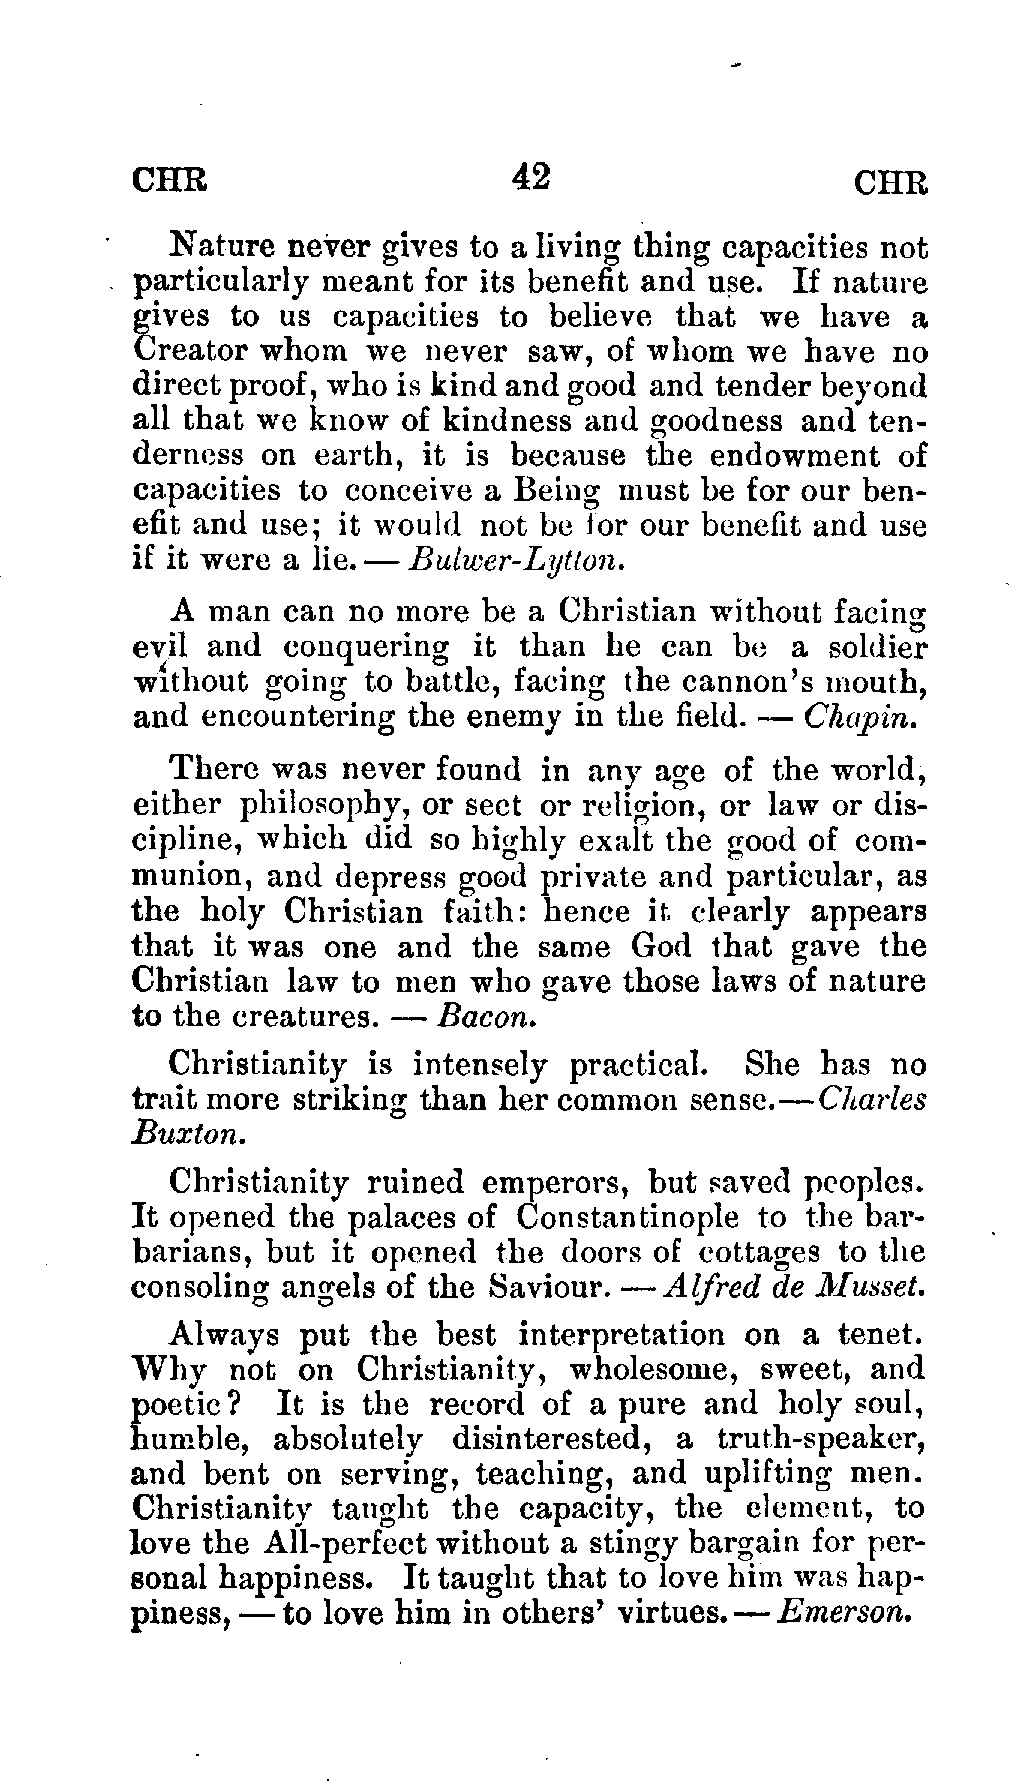 CHR 42 CHR
Nature never gives to a living thing capacities not
particularly meant for its benefit and use. If nature
gives to us capacities to believe that we have a
Creator whom we never saw, of whom we have no
direct proof, who is kind and good and tender beyond
all that we know of kindness and goodness and ten-
derness on earth, it is because the endowment of
capacities to conceive a Being must be for our ben-
efit and use; it would not be for our benefit and use
if it were a lie. — Bulwer-Lytton.
A man can no more be a Christian without facing
evil and conquering it than he can be a soldier
without going to battle, facing the cannon's mouth,
and encountering the enemy in the field. — Chapin.
There was never found in any age of the world,
either philosophy, or sect or religion, or law or dis-
cipline, which did so highly exalt the good of com-
munion, and depress good private and particular, as
the holy Christian faith: hence it clearly appears
that it was one and the same God that gave the
Christian law to men who gave those laws of nature
to the creatures. — Bacon.
Christianity is intensely practical. She has no
trait more striking than her common sense.—Charles
Buxton.
Christianity ruined emperors, but saved peoples.
It opened the palaces of Constantinople to the bar-
barians, but it opened the doors of cottages to the
consoling angels of the Saviour. — Alfred de Musset.
Always put the best interpretation on a tenet.
Why not on Christianity, wholesome, sweet, and
poetic? It is the record of a pure and holy soul,
humble, absolutely disinterested, a truth-speaker,
and bent on serving, teaching, and uplifting men.
Christianity taught the capacity, the element, to
love the All-perfect without a stingy bargain for per-
sonal happiness. It taught that to love him was hap-
piness, — to love him in others' virtues. — Emerson.